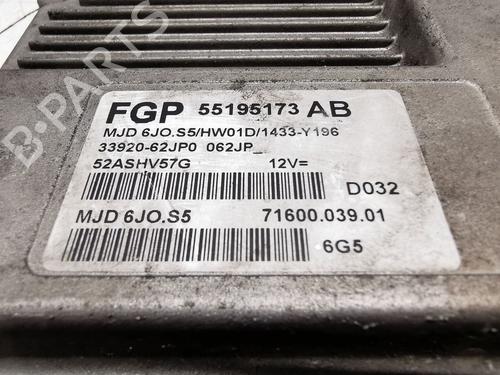 FGP 55195173 AB
MJD 6JO.S5/HW01D/1433-Y196
33920-62JP0 062JP_
52ASHV57G 12V=
D032
MJD 6JO.S5 71600.039.01
6G5
B-PARTS